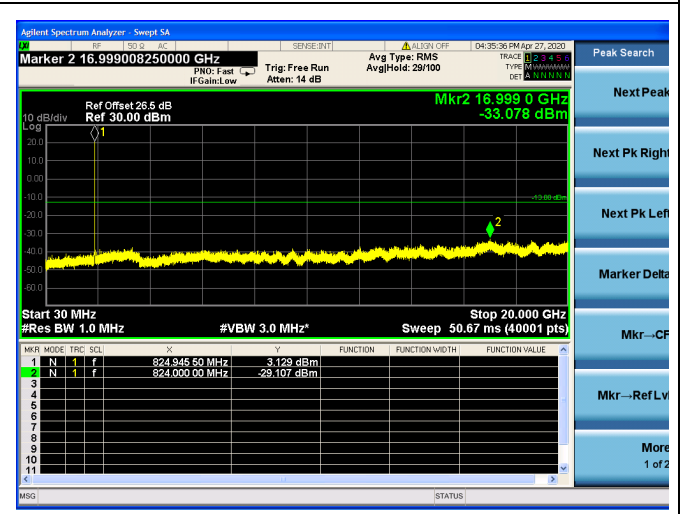 Agilent Spectrum Analyzer - Swept SA
RF 50 Ω AC SENSE:INT ALIGN OFF 04:35:36 PM Apr 27, 2020
Marker 2 16.999008250000 GHz
PNO: Fast
IFGain:Low
Trig: Free Run
Atten: 14 dB
Avg Type: RMS
Avg|Hold: 29/100
TRACE 1 2 3 4 5 6
TYPE M
DET A N N N N N
Peak Search
Next Peak
Next Pk Right
Next Pk Left
Marker Delta
Mkr→CF
Mkr→Ref Lvl
More
1 of 2
Mkr2 16.999 0 GHz
-33.078 dBm
Ref Offset 26.5 dB
10 dB/div Ref 30.00 dBm
Log
20.0
10.0
0.00
-10.0
-20.0
-30.0
-40.0
-50.0
-60.0
1
2
-13.00 dBm
Start 30 MHz Stop 20.000 GHz
#Res BW 1.0 MHz #VBW 3.0 MHz* Sweep 50.67 ms (40001 pts)
MKR MODE TRC SCL X Y FUNCTION FUNCTION WIDTH FUNCTION VALUE
1 N 1 f 824.945 50 MHz 3.129 dBm
2 N 1 f 824.000 00 MHz -29.107 dBm
3
4
5
6
7
8
9
10
11
MSG STATUS